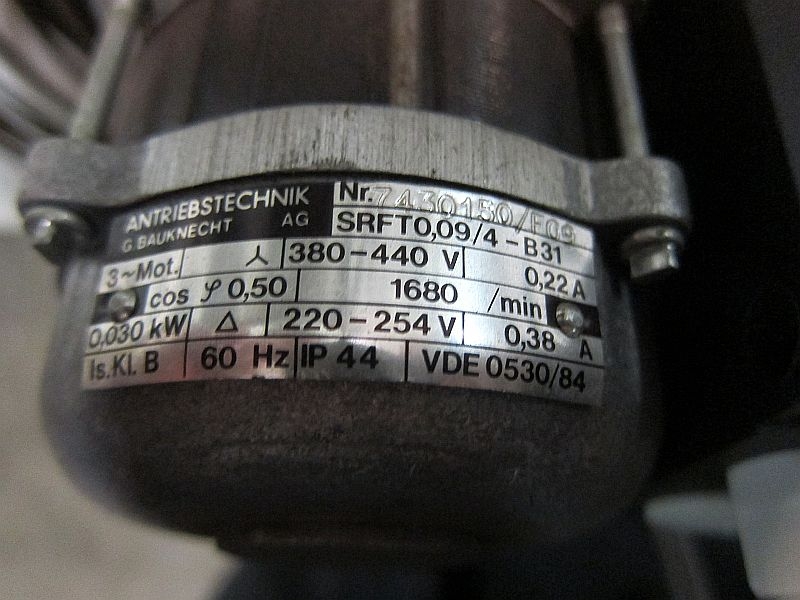 ANTRIEBSTECHNIK
G. BAUKNECHT AG
Nr. 7430150/F09
SRFT0,09/4-B31
3~Mot. ⅄ 380-440 V 0,22 A
cos φ 0,50 1680 /min
0,030 kW Δ 220-254 V 0,38 A
Is.Kl. B 60 Hz IP 44 VDE 0530/84